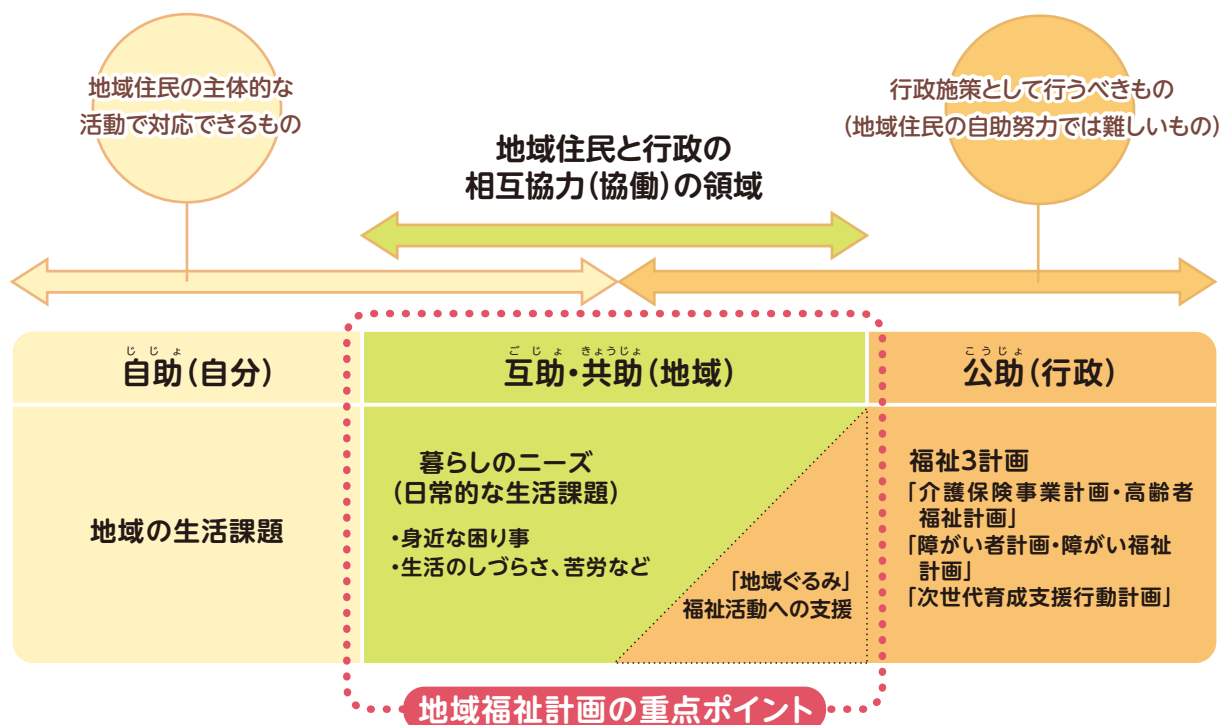 地域住民の主体的な
活動で対応できるもの
行政施策として行うべきもの
(地域住民の自助努力では難しいもの)
地域住民と行政の
相互協力(協働)の領域
じじょ
自助(自分)
ごじょ きょうじょ
互助・共助(地域)
こうじょ
公助(行政)
地域の生活課題
暮らしのニーズ
(日常的な生活課題)
・身近な困り事
・生活のしづらさ、苦労など
「地域ぐるみ」
福祉活動への支援
福祉3計画
「介護保険事業計画・高齢者
福祉計画」
「障がい者計画・障がい福祉
計画」
「次世代育成支援行動計画」
地域福祉計画の重点ポイント